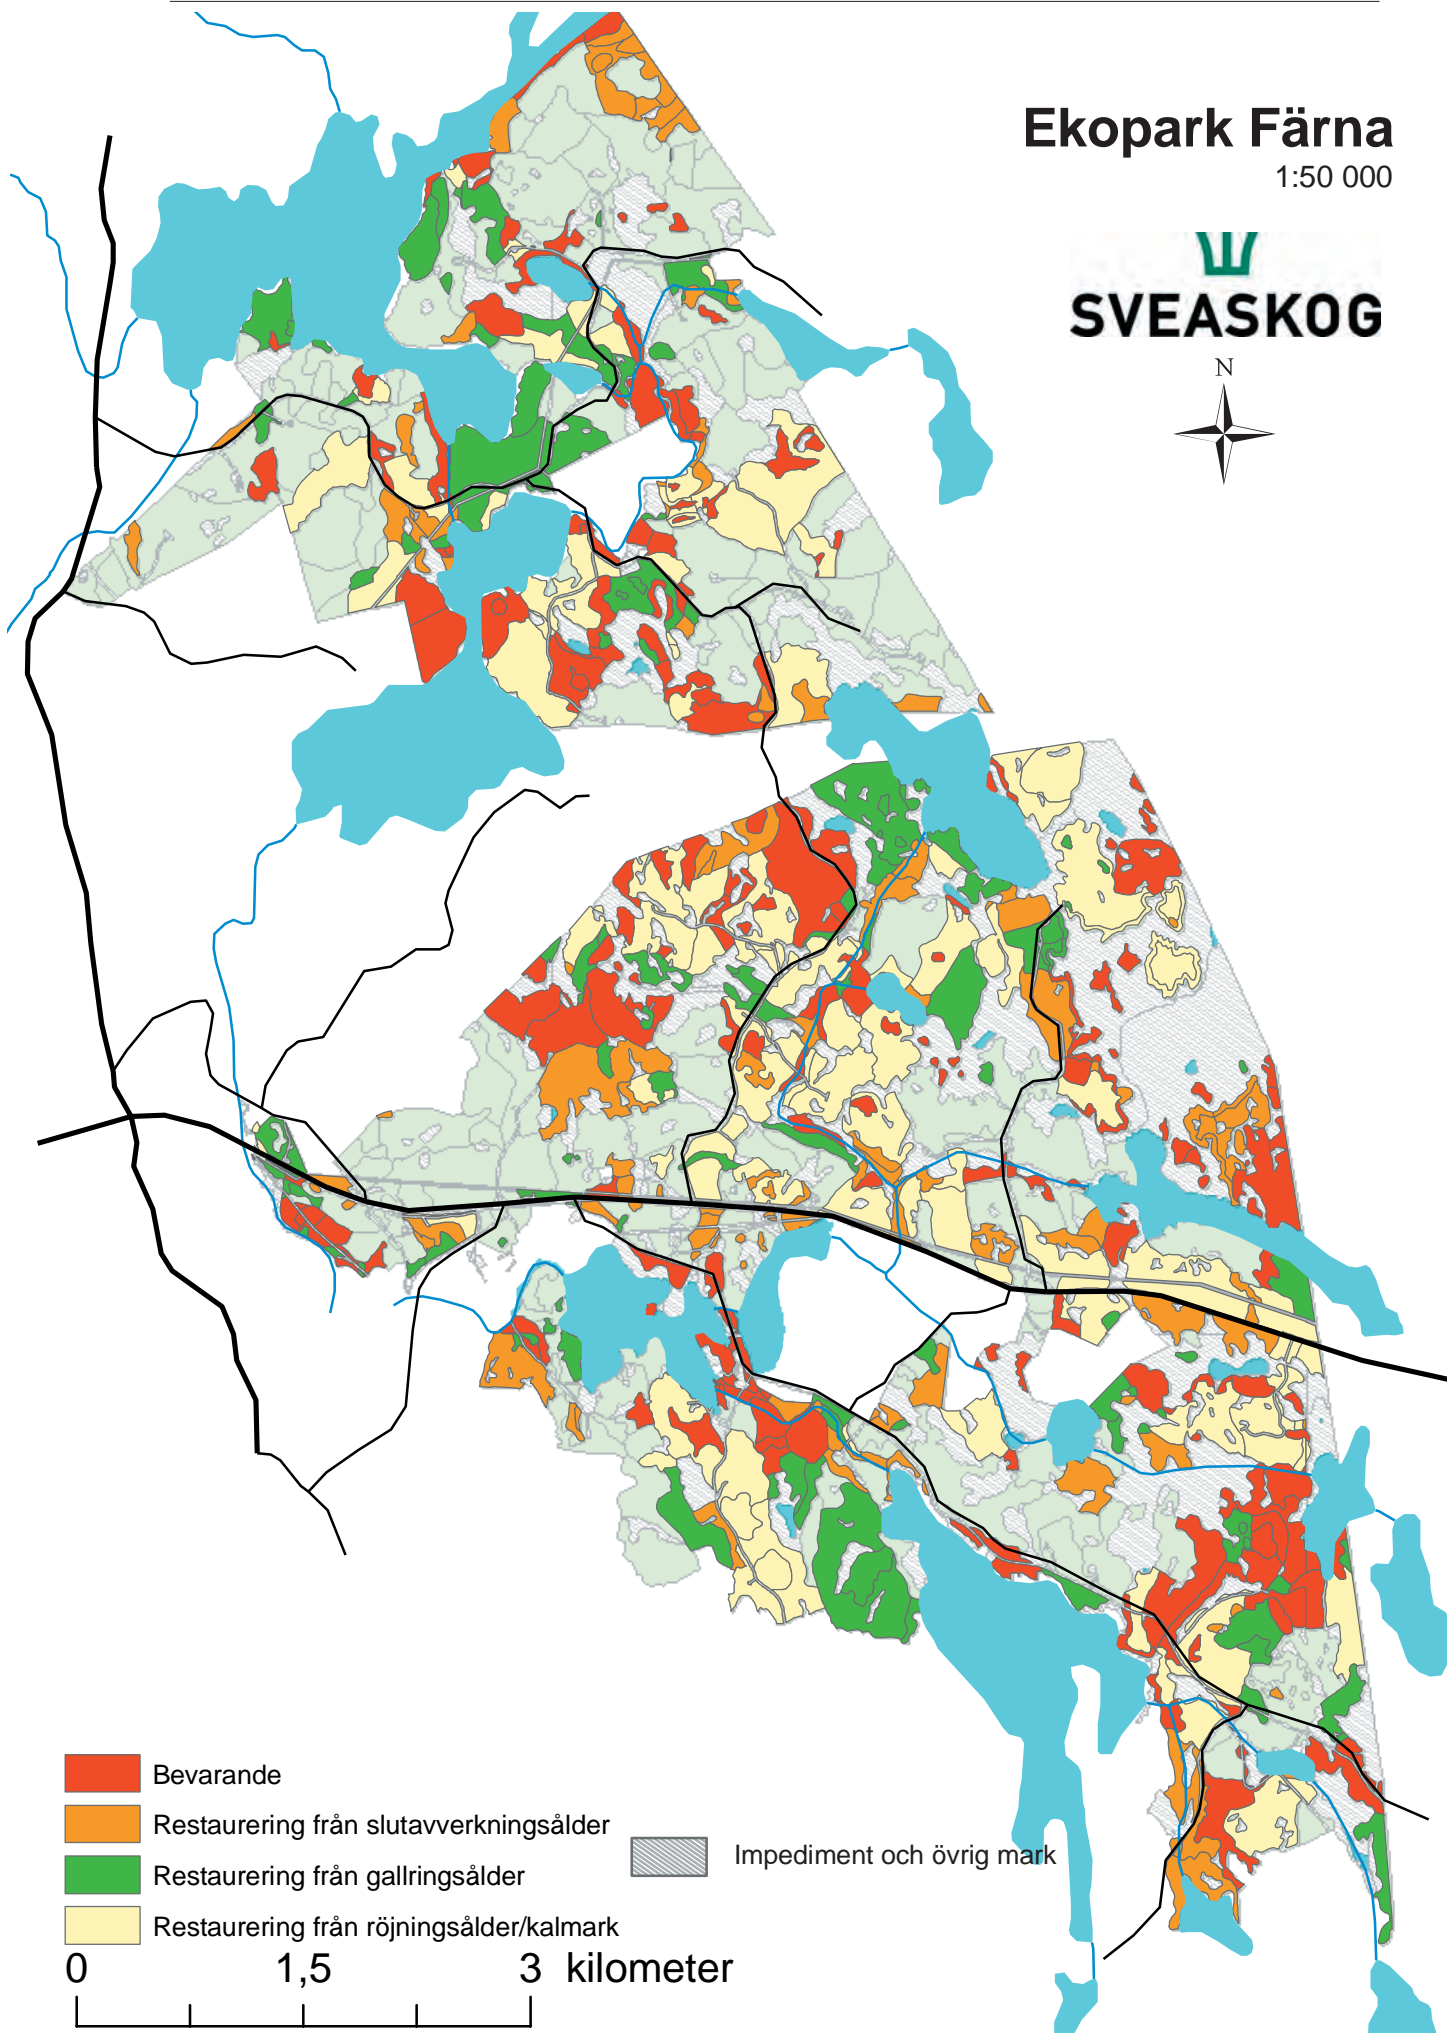 Ekopark Färna
1:50 000
SVEASKOG
N
Bevarande
Restaurering från slutavverkningsålder
Restaurering från gallringsålder
Restaurering från röjningsålder/kalmark
Impediment och övrig mark
0 1,5 3 kilometer